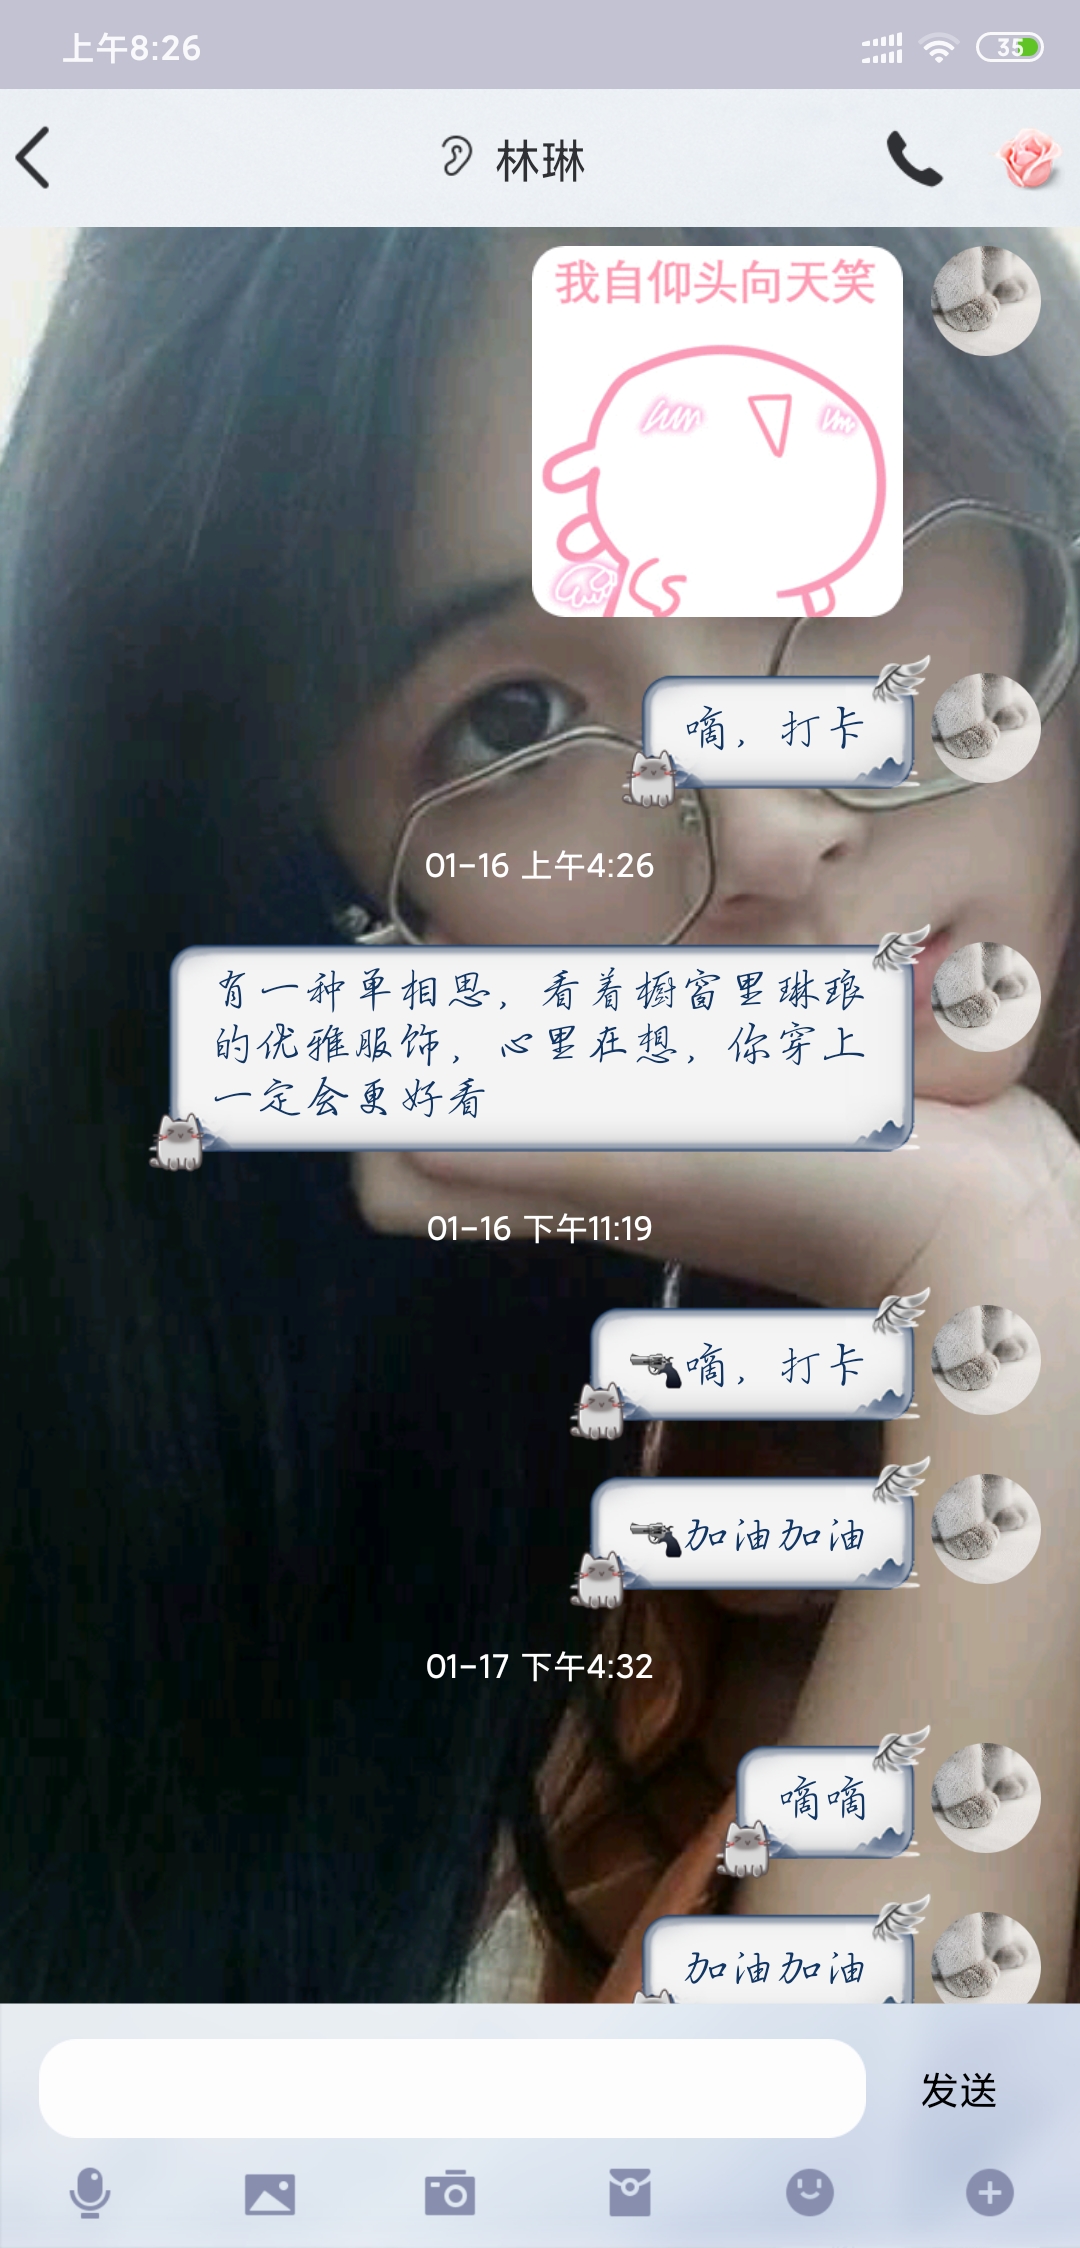 上午8:26
35
林琳
我自仰头向天笑
嘀，打卡
01-16 上午4:26
有一种单相思，看着橱窗里琳琅
的优雅服饰，心里在想，你穿上
一定会更好看
01-16 下午11:19
嘀，打卡
加油加油
01-17 下午4:32
嘀嘀
加油加油
发送